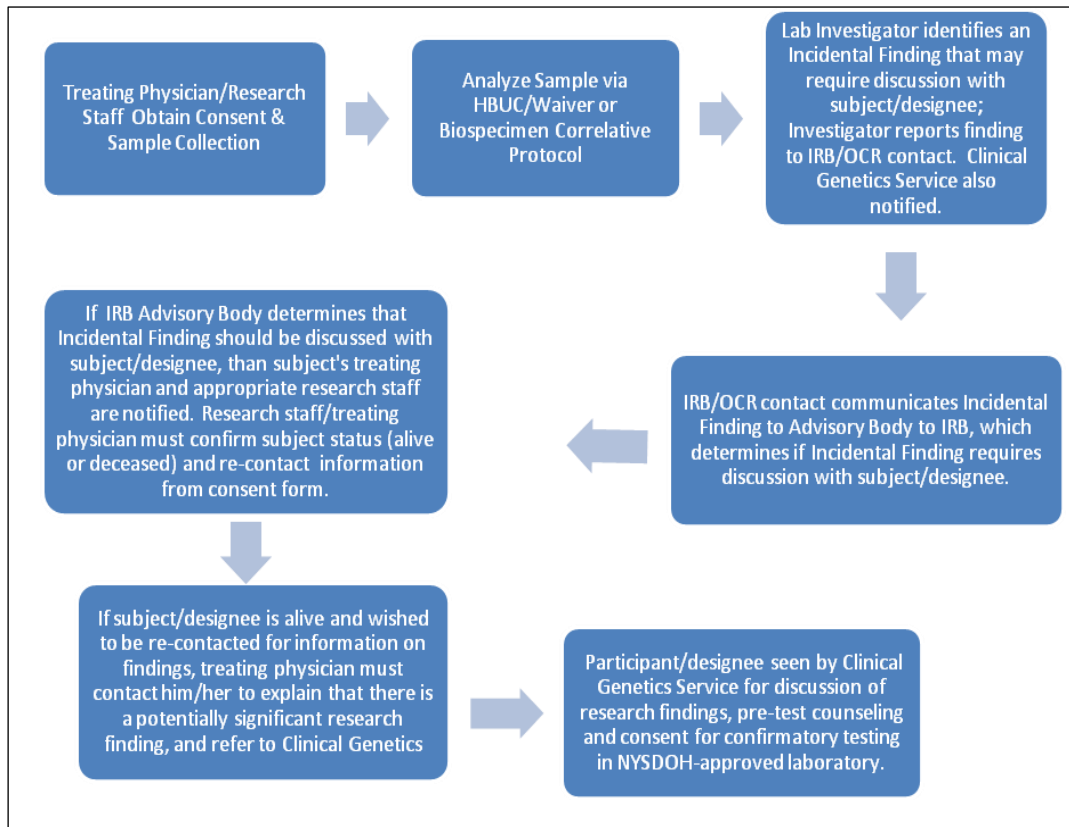 Treating Physician/Research
Staff Obtain Consent &
Sample Collection
Analyze Sample via
HBUC/Waiver or
Biospecimen Correlative
Protocol
Lab Investigator identifies an
Incidental Finding that may
require discussion with
subject/designee;
Investigator reports finding
to IRB/OCR contact.  Clinical
Genetics Service also
notified.
IRB/OCR contact communicates Incidental
Finding to Advisory Body to IRB, which
determines if Incidental Finding requires
discussion with subject/designee.
If IRB Advisory Body determines that
Incidental Finding should be discussed with
subject/designee, than subject's treating
physician and appropriate research staff
are notified. Research staff/treating
physician must confirm subject status (alive
or deceased) and re-contact information
from consent form.
If subject/designee is alive and wished
to be re-contacted for information on
findings, treating physician must
contact him/her to explain that there is
a potentially significant research
finding, and refer to Clinical Genetics
Participant/designee seen by Clinical
Genetics Service for discussion of
research findings, pre-test counseling
and consent for confirmatory testing
in NYSDOH-approved laboratory.